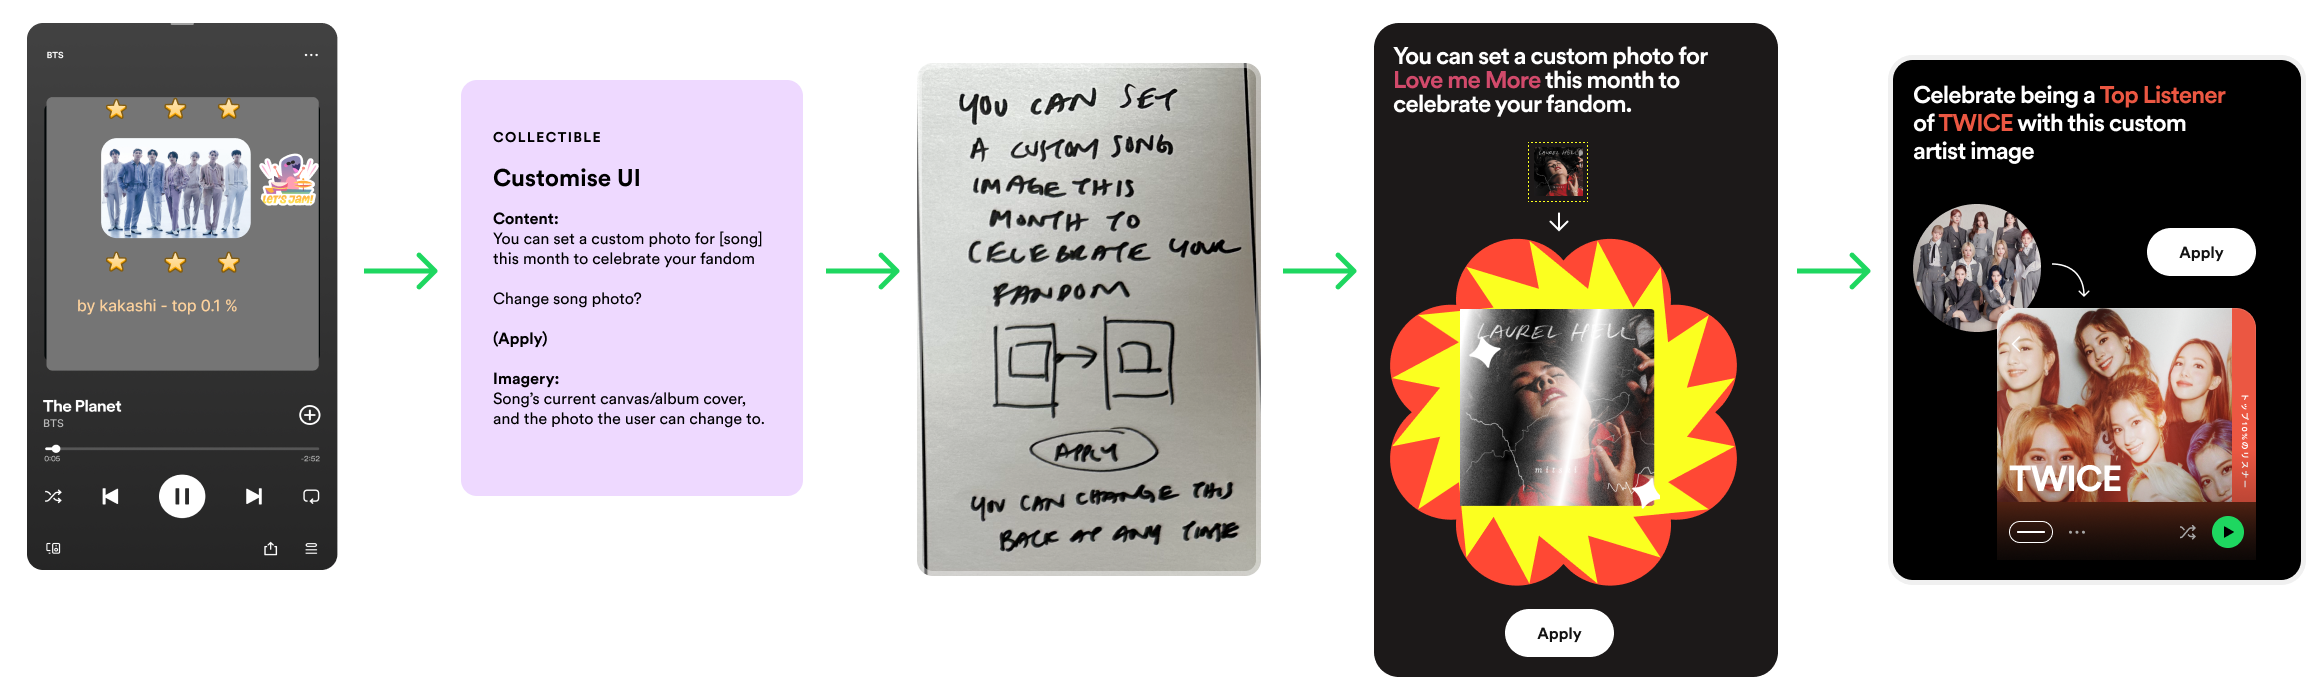 BTS
LET'S JAM!
by kakashi - top 0.1 %
The Planet
BTS
0:05
-2:52
COLLECTIBLE
Customise UI
Content:
You can set a custom photo for [song]
this month to celebrate your fandom
Change song photo?
(Apply)
Imagery:
Song's current canvas/album cover,
and the photo the user can change to.
YOU CAN SET
A CUSTOM SONG
IMAGE THIS
MONTH TO
CELEBRATE YOUR
FANDOM
APPLY
YOU CAN CHANGE THIS
BACK AT ANY TIME
You can set a custom photo for
Love me More this month to
celebrate your fandom.
LAUREL HELL
LAUREL HELL
mitski
Apply
Celebrate being a Top Listener
of TWICE with this custom
artist image
Apply
トップ10%のリスナー
TWICE